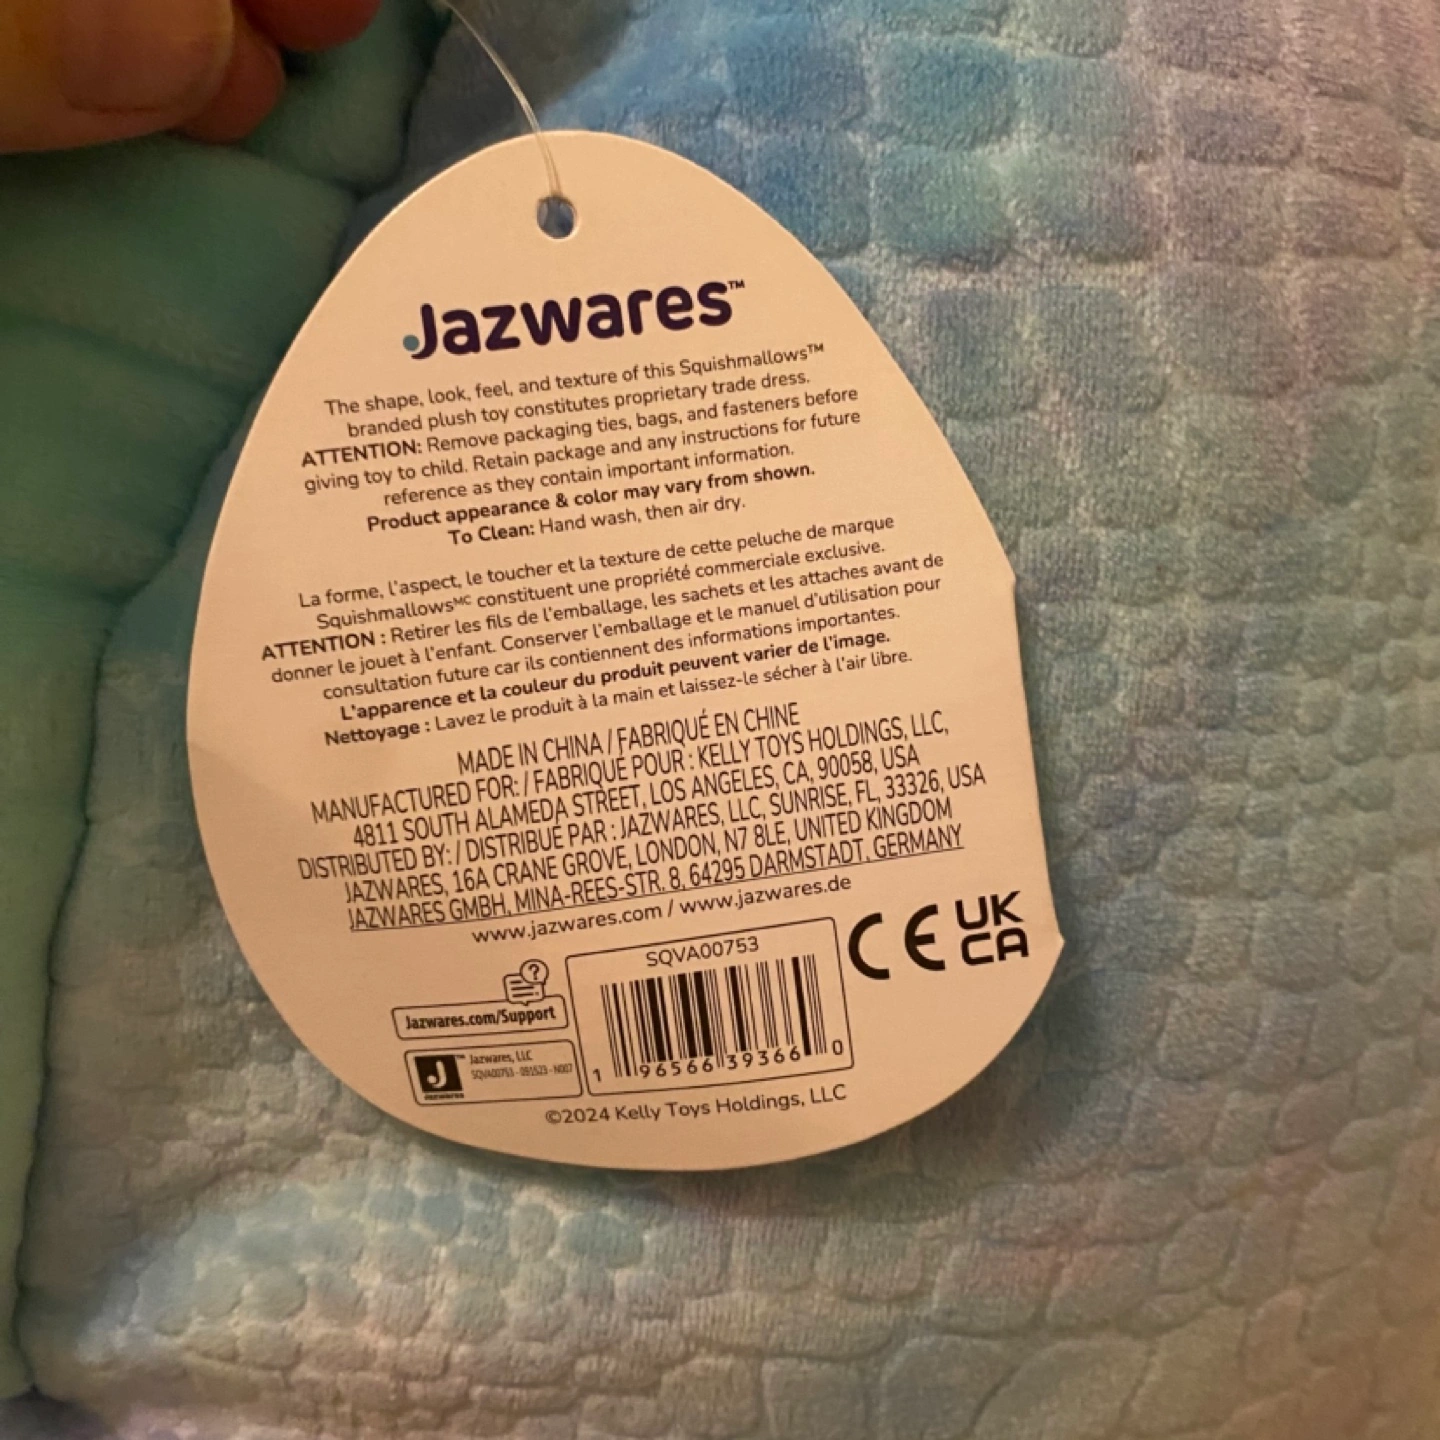 Jazwares™
The shape, look, feel, and texture of this Squishmallows™
branded plush toy constitutes proprietary trade dress.
ATTENTION: Remove packaging ties, bags, and fasteners before
giving toy to child. Retain package and any instructions for future
reference as they contain important information.
Product appearance & color may vary from shown.
To Clean: Hand wash, then air dry.
La forme, l'aspect, le toucher et la texture de cette peluche de marque
Squishmallowsᴹᶜ constituent une propriété commerciale exclusive.
ATTENTION : Retirer les fils de l'emballage, les sachets et les attaches avant de
donner le jouet à l'enfant. Conserver l'emballage et le manuel d'utilisation pour
consultation future car ils contiennent des informations importantes.
L'apparence et la couleur du produit peuvent varier de l'image.
Nettoyage : Lavez le produit à la main et laissez-le sécher à l'air libre.
MADE IN CHINA / FABRIQUÉ EN CHINE
MANUFACTURED FOR: / FABRIQUÉ POUR : KELLY TOYS HOLDINGS, LLC,
4811 SOUTH ALAMEDA STREET, LOS ANGELES, CA, 90058, USA
DISTRIBUTED BY: / DISTRIBUÉ PAR : JAZWARES, LLC, SUNRISE, FL, 33326, USA
JAZWARES, 16A CRANE GROVE, LONDON, N7 8LE, UNITED KINGDOM
JAZWARES GMBH, MINA-REES-STR. 8, 64295 DARMSTADT, GERMANY
www.jazwares.com / www.jazwares.de
SQVA00753
CE UK
CA
?
Jazwares.com/Support
J™ Jazwares, LLC
SQVA00753 - 091523 - N007
Jazwares
1 96566 39366 0
©2024 Kelly Toys Holdings, LLC